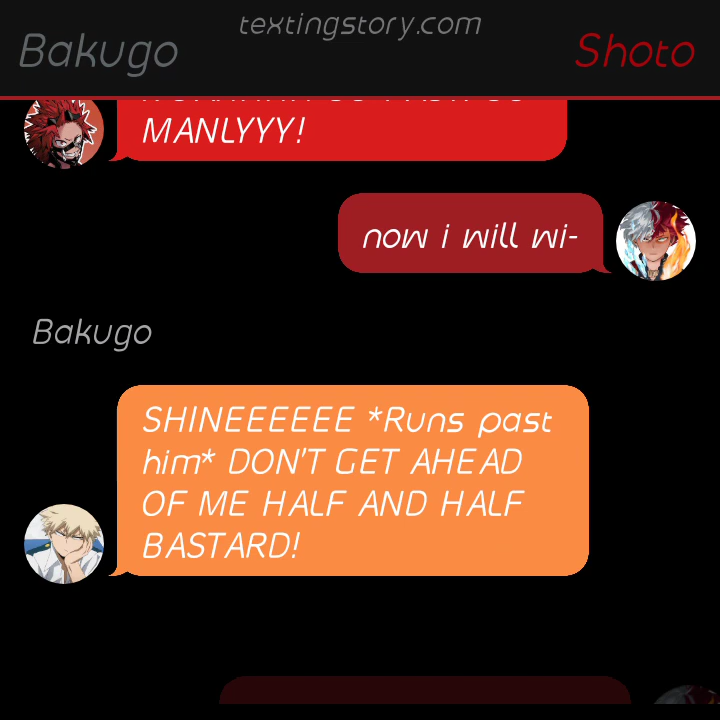 textingstory.com
Bakugo
Shoto
MANLYYY!
now i will wi-
Bakugo
SHINEEEEEE *Runs past
him* DON'T GET AHEAD
OF ME HALF AND HALF
BASTARD!